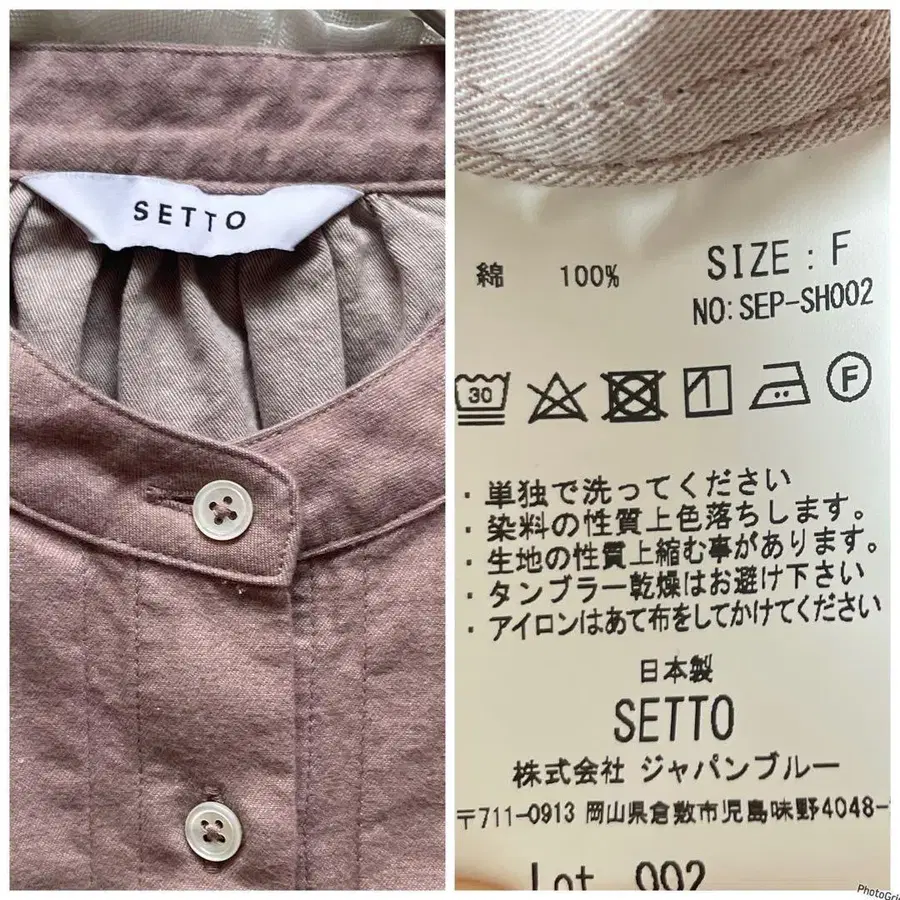 SETTO
綿 100%
SIZE : F
NO:SEP-SH002
30
F
・単独で洗ってください
・染料の性質上色落ちします。
・生地の性質上縮む事があります。
・タンブラー乾燥はお避け下さい
・アイロンはあて布をしてかけてください
日本製
SETTO
株式会社 ジャパンブルー
〒711-0913 岡山県倉敷市児島味野4048-
Lot 002